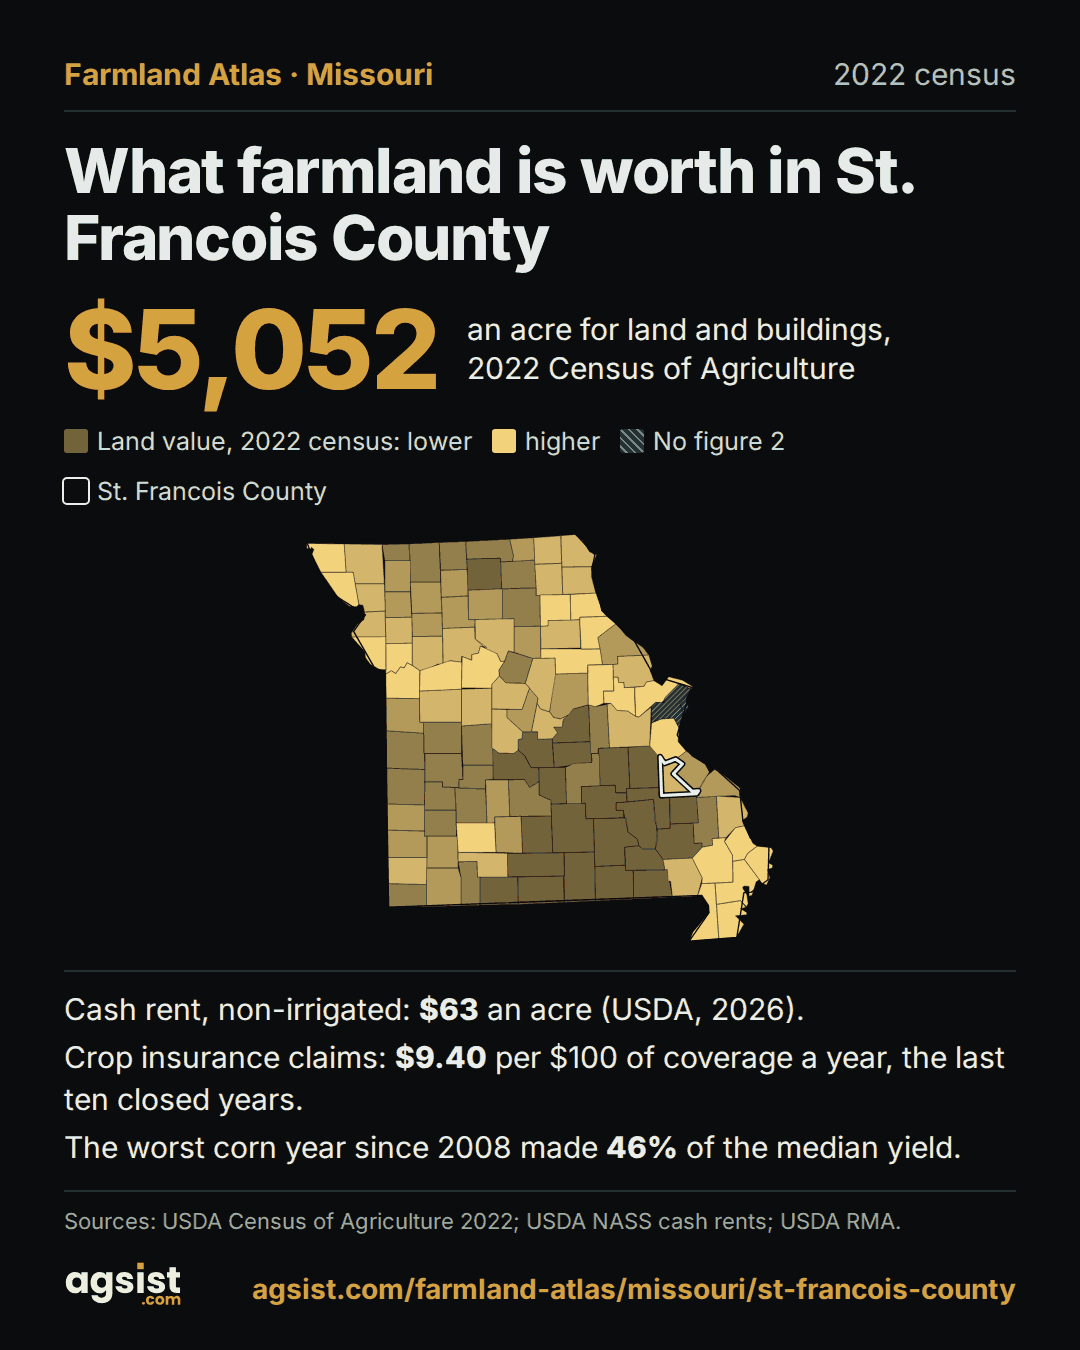 Farmland Atlas · Missouri
2022 census
What farmland is worth in St.
Francois County
$5,052
an acre for land and buildings,
2022 Census of Agriculture
Land value, 2022 census: lower
higher
No figure 2
St. Francois County
Cash rent, non-irrigated: $63 an acre (USDA, 2026).
Crop insurance claims: $9.40 per $100 of coverage a year, the last
ten closed years.
The worst corn year since 2008 made 46% of the median yield.
Sources: USDA Census of Agriculture 2022; USDA NASS cash rents; USDA RMA.
agsist
.com
agsist.com/farmland-atlas/missouri/st-francois-county